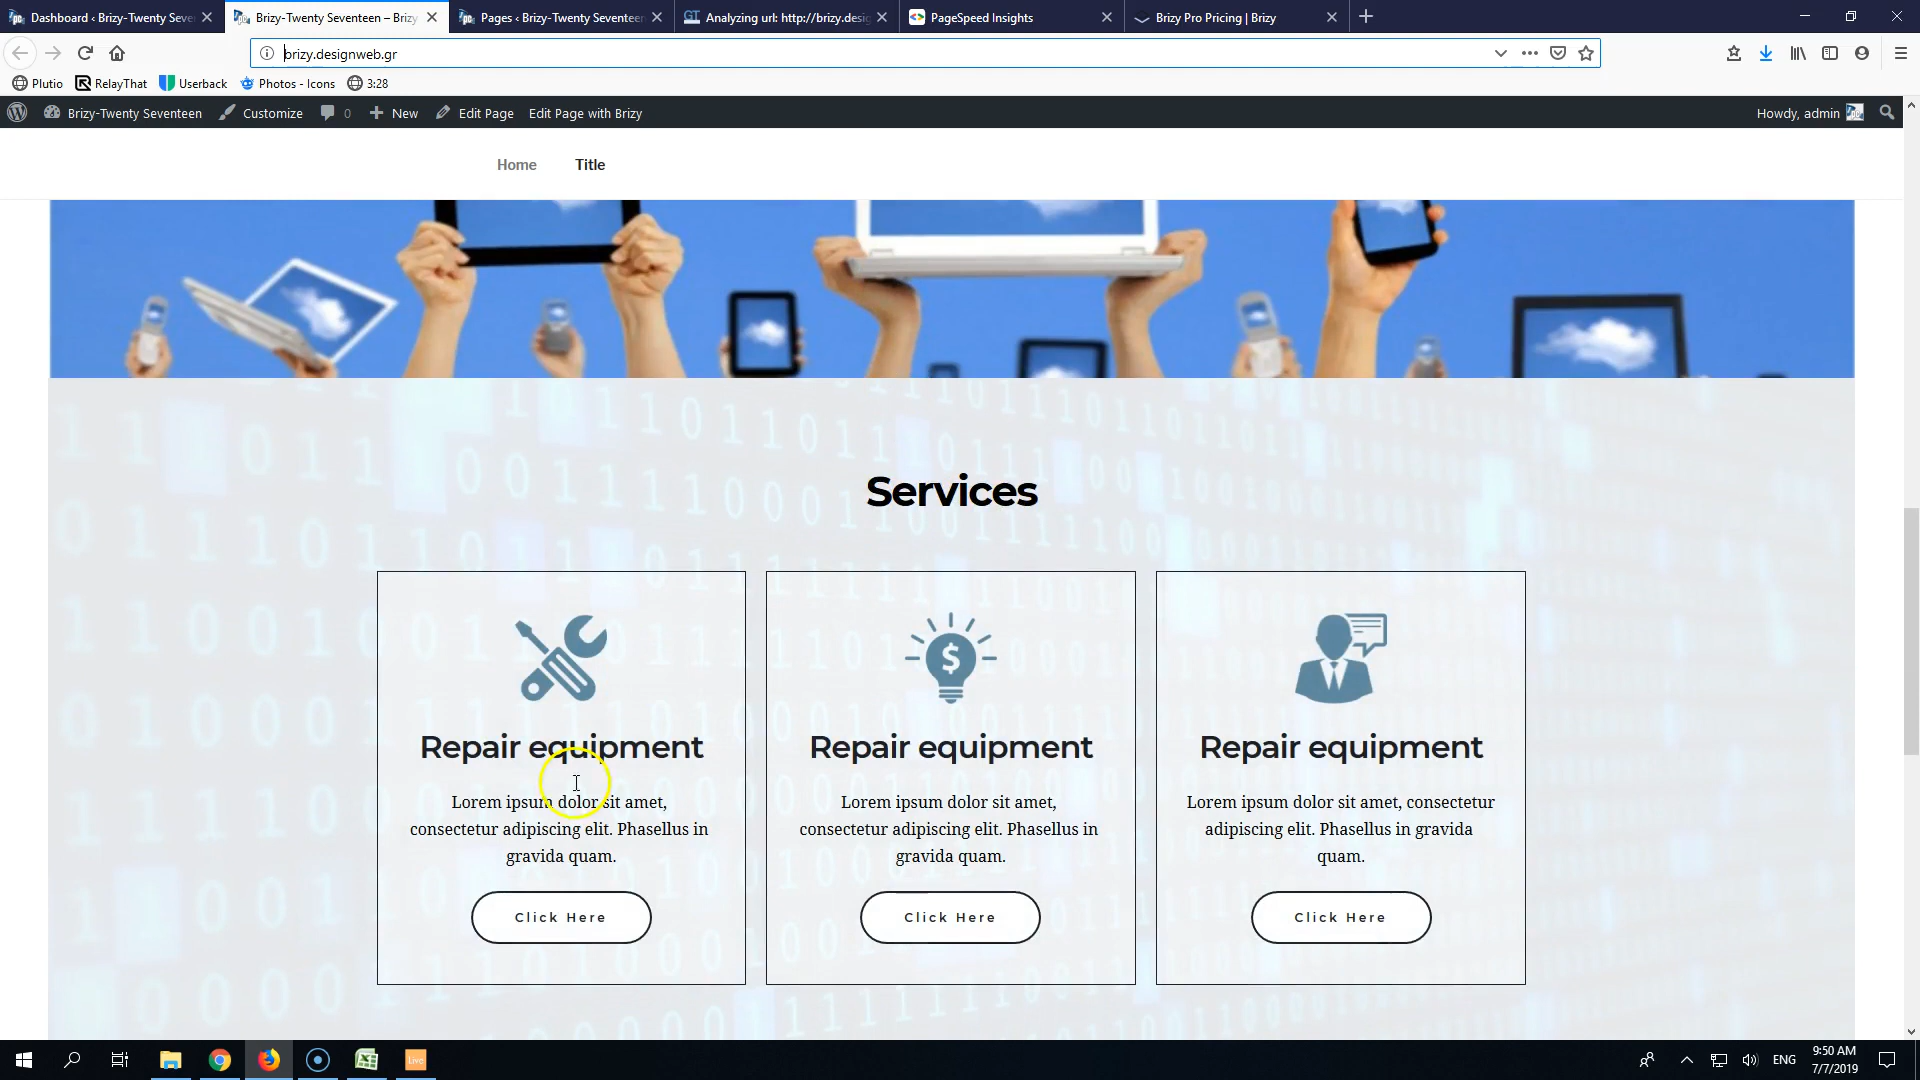 Dashboard ‹ Brizy-Twenty Seve
Brizy-Twenty Seventeen – Brizy
Pages ‹ Brizy-Twenty Seventeen
Analyzing url: http://brizy.desig
PageSpeed Insights
Brizy Pro Pricing | Brizy
brizy.designweb.gr
Plutio
RelayThat
Userback
Photos - Icons
3:28
Brizy-Twenty Seventeen
Customize
0
New
Edit Page
Edit Page with Brizy
Howdy, admin
Home
Title
Services
Repair equipment
Lorem ipsum dolor sit amet,
consectetur adipiscing elit. Phasellus in
gravida quam.
Click Here
Repair equipment
Lorem ipsum dolor sit amet,
consectetur adipiscing elit. Phasellus in
gravida quam.
Click Here
Repair equipment
Lorem ipsum dolor sit amet, consectetur
adipiscing elit. Phasellus in gravida
quam.
Click Here
Live
ENG
9:50 AM
7/7/2019